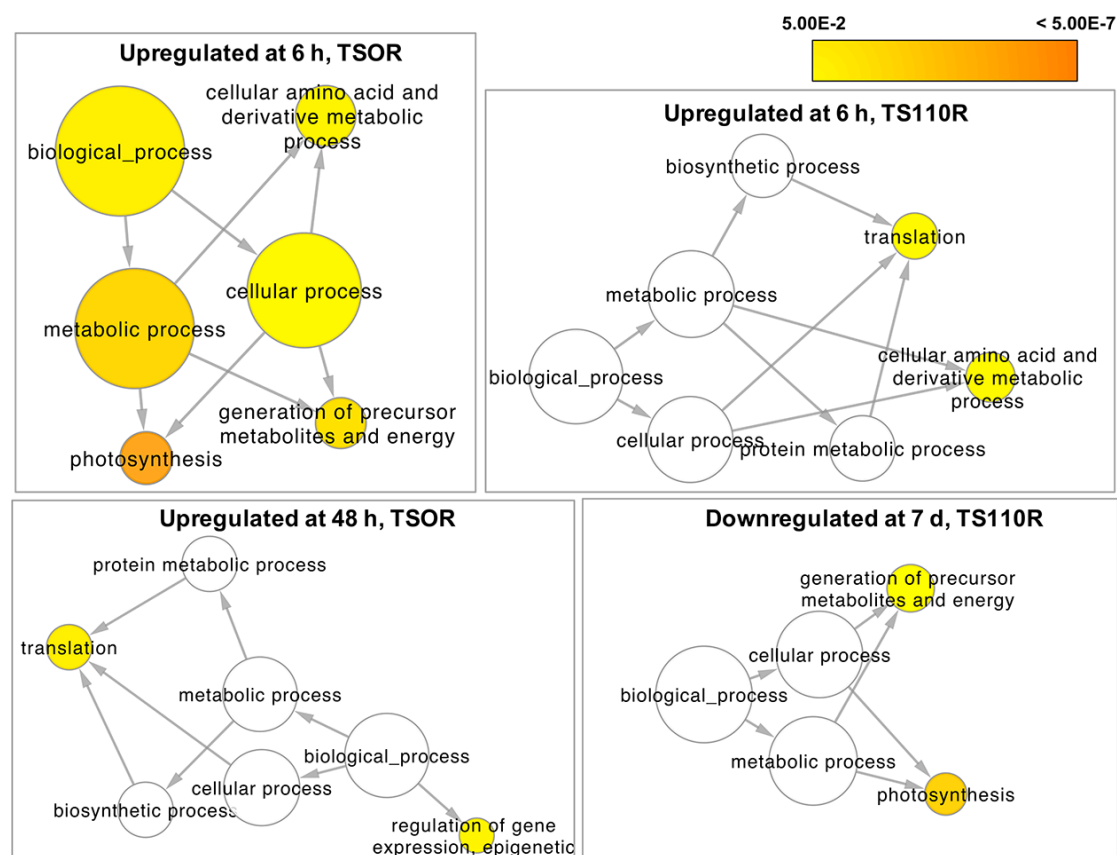 5.00E-2
< 5.00E-7
Upregulated at 6 h, TSOR
cellular amino acid and
derivative metabolic
process
biological_process
cellular process
metabolic process
generation of precursor
metabolites and energy
photosynthesis
Upregulated at 6 h, TS110R
biosynthetic process
translation
metabolic process
cellular amino acid and
derivative metabolic
process
biological_process
cellular process
protein metabolic process
Upregulated at 48 h, TSOR
protein metabolic process
translation
metabolic process
biological_process
cellular process
biosynthetic process
regulation of gene
expression, epigenetic
Downregulated at 7 d, TS110R
generation of precursor
metabolites and energy
cellular process
biological_process
metabolic process
photosynthesis